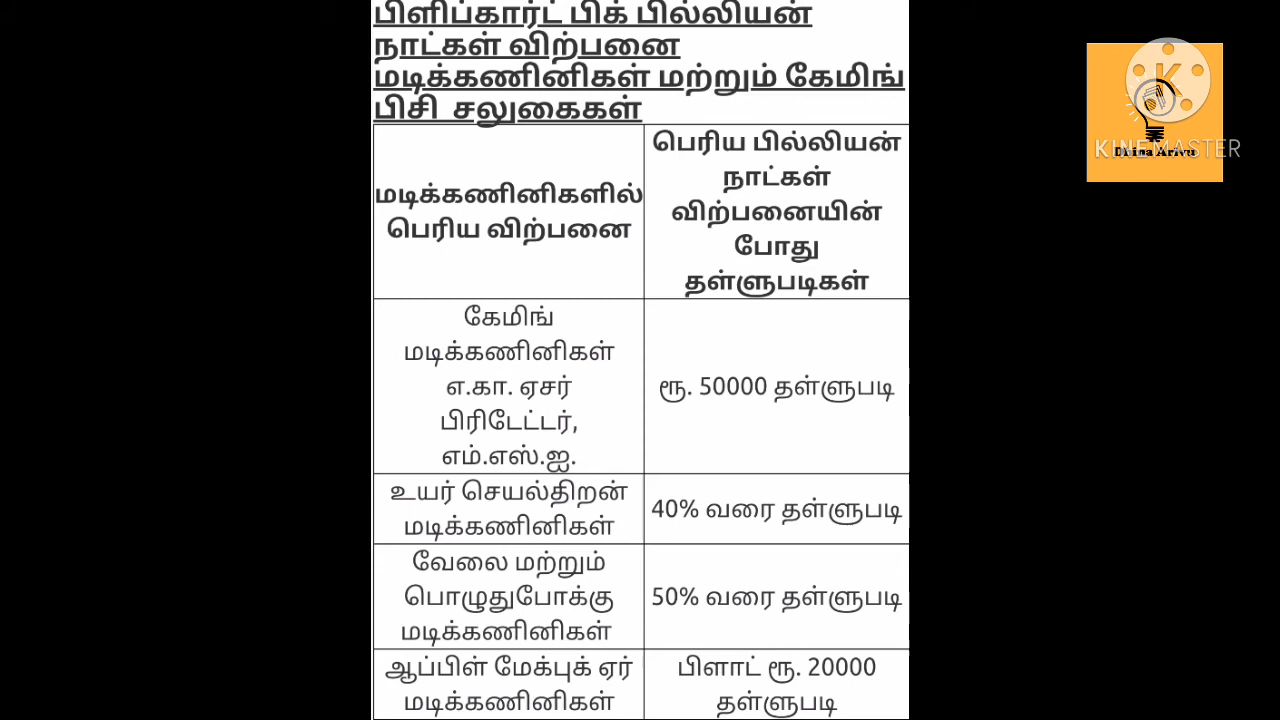 பிளிப்கார்ட் பிக் பில்லியன்
நாட்கள் விற்பனை
மடிக்கணினிகள் மற்றும் கேமிங்
பிசி சலுகைகள்
மடிக்கணினிகளில்
பெரிய விற்பனை
பெரிய பில்லியன்
நாட்கள்
விற்பனையின்
போது
தள்ளுபடிகள்
கேமிங்
மடிக்கணினிகள்
எ.கா. ஏசர்
பிரிடேட்டர்,
எம்.எஸ்.ஐ.
ரூ. 50000 தள்ளுபடி
உயர் செயல்திறன்
மடிக்கணினிகள்
40% வரை தள்ளுபடி
வேலை மற்றும்
பொழுதுபோக்கு
மடிக்கணினிகள்
50% வரை தள்ளுபடி
ஆப்பிள் மேக்புக் ஏர்
மடிக்கணினிகள்
பிளாட் ரூ. 20000
தள்ளுபடி
K
KINEMASTER
Dhina Arivu